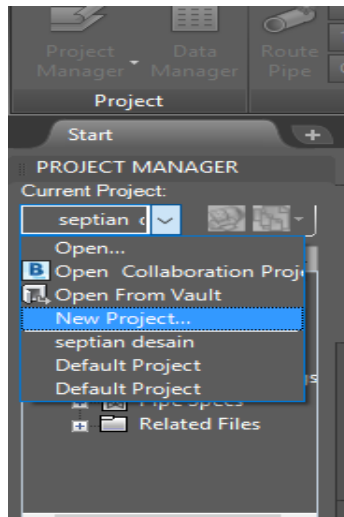 Project Manager
Data Manager
Route Pipe
Project
Start
PROJECT MANAGER
Current Project:
septian d
Open...
B Open Collaboration Proj
Open From Vault
New Project...
septian desain
Default Project
Default Project
Pipe Specs
Related Files